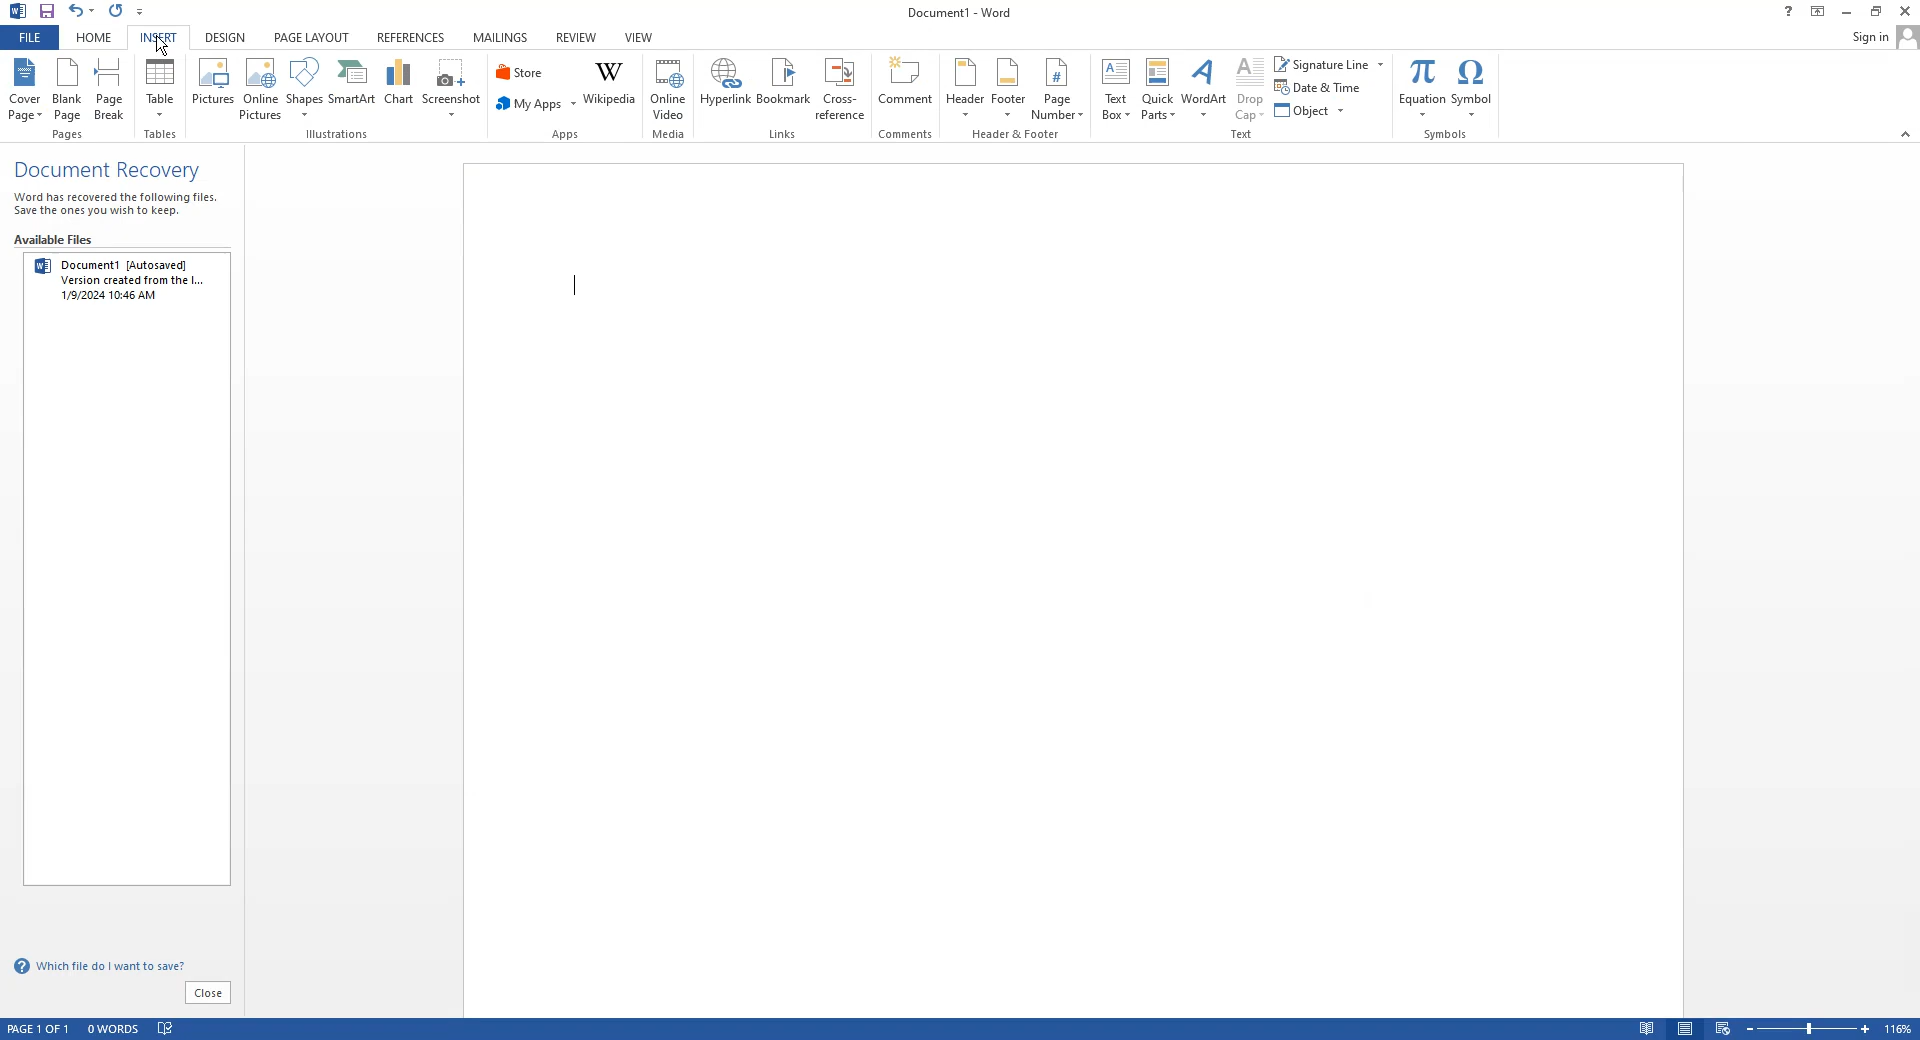 Document1 - Word
FILE HOME INSERT DESIGN PAGE LAYOUT REFERENCES MAILINGS REVIEW VIEW Sign in
Cover Page
Blank Page
Page Break
Pages
Table
Tables
Pictures
Online Pictures
Shapes
SmartArt
Chart
Screenshot
Illustrations
Store
My Apps
Wikipedia
Apps
Online Video
Media
Hyperlink
Bookmark
Cross-reference
Links
Comment
Comments
Header
Footer
Page Number
Header & Footer
Text Box
Quick Parts
WordArt
Drop Cap
Signature Line
Date & Time
Object
Text
Equation
Symbol
Symbols
Document Recovery
Word has recovered the following files.
Save the ones you wish to keep.
Available Files
Document1 [Autosaved]
Version created from the l...
1/9/2024 10:46 AM
Which file do I want to save?
Close
PAGE 1 OF 1 0 WORDS 116%